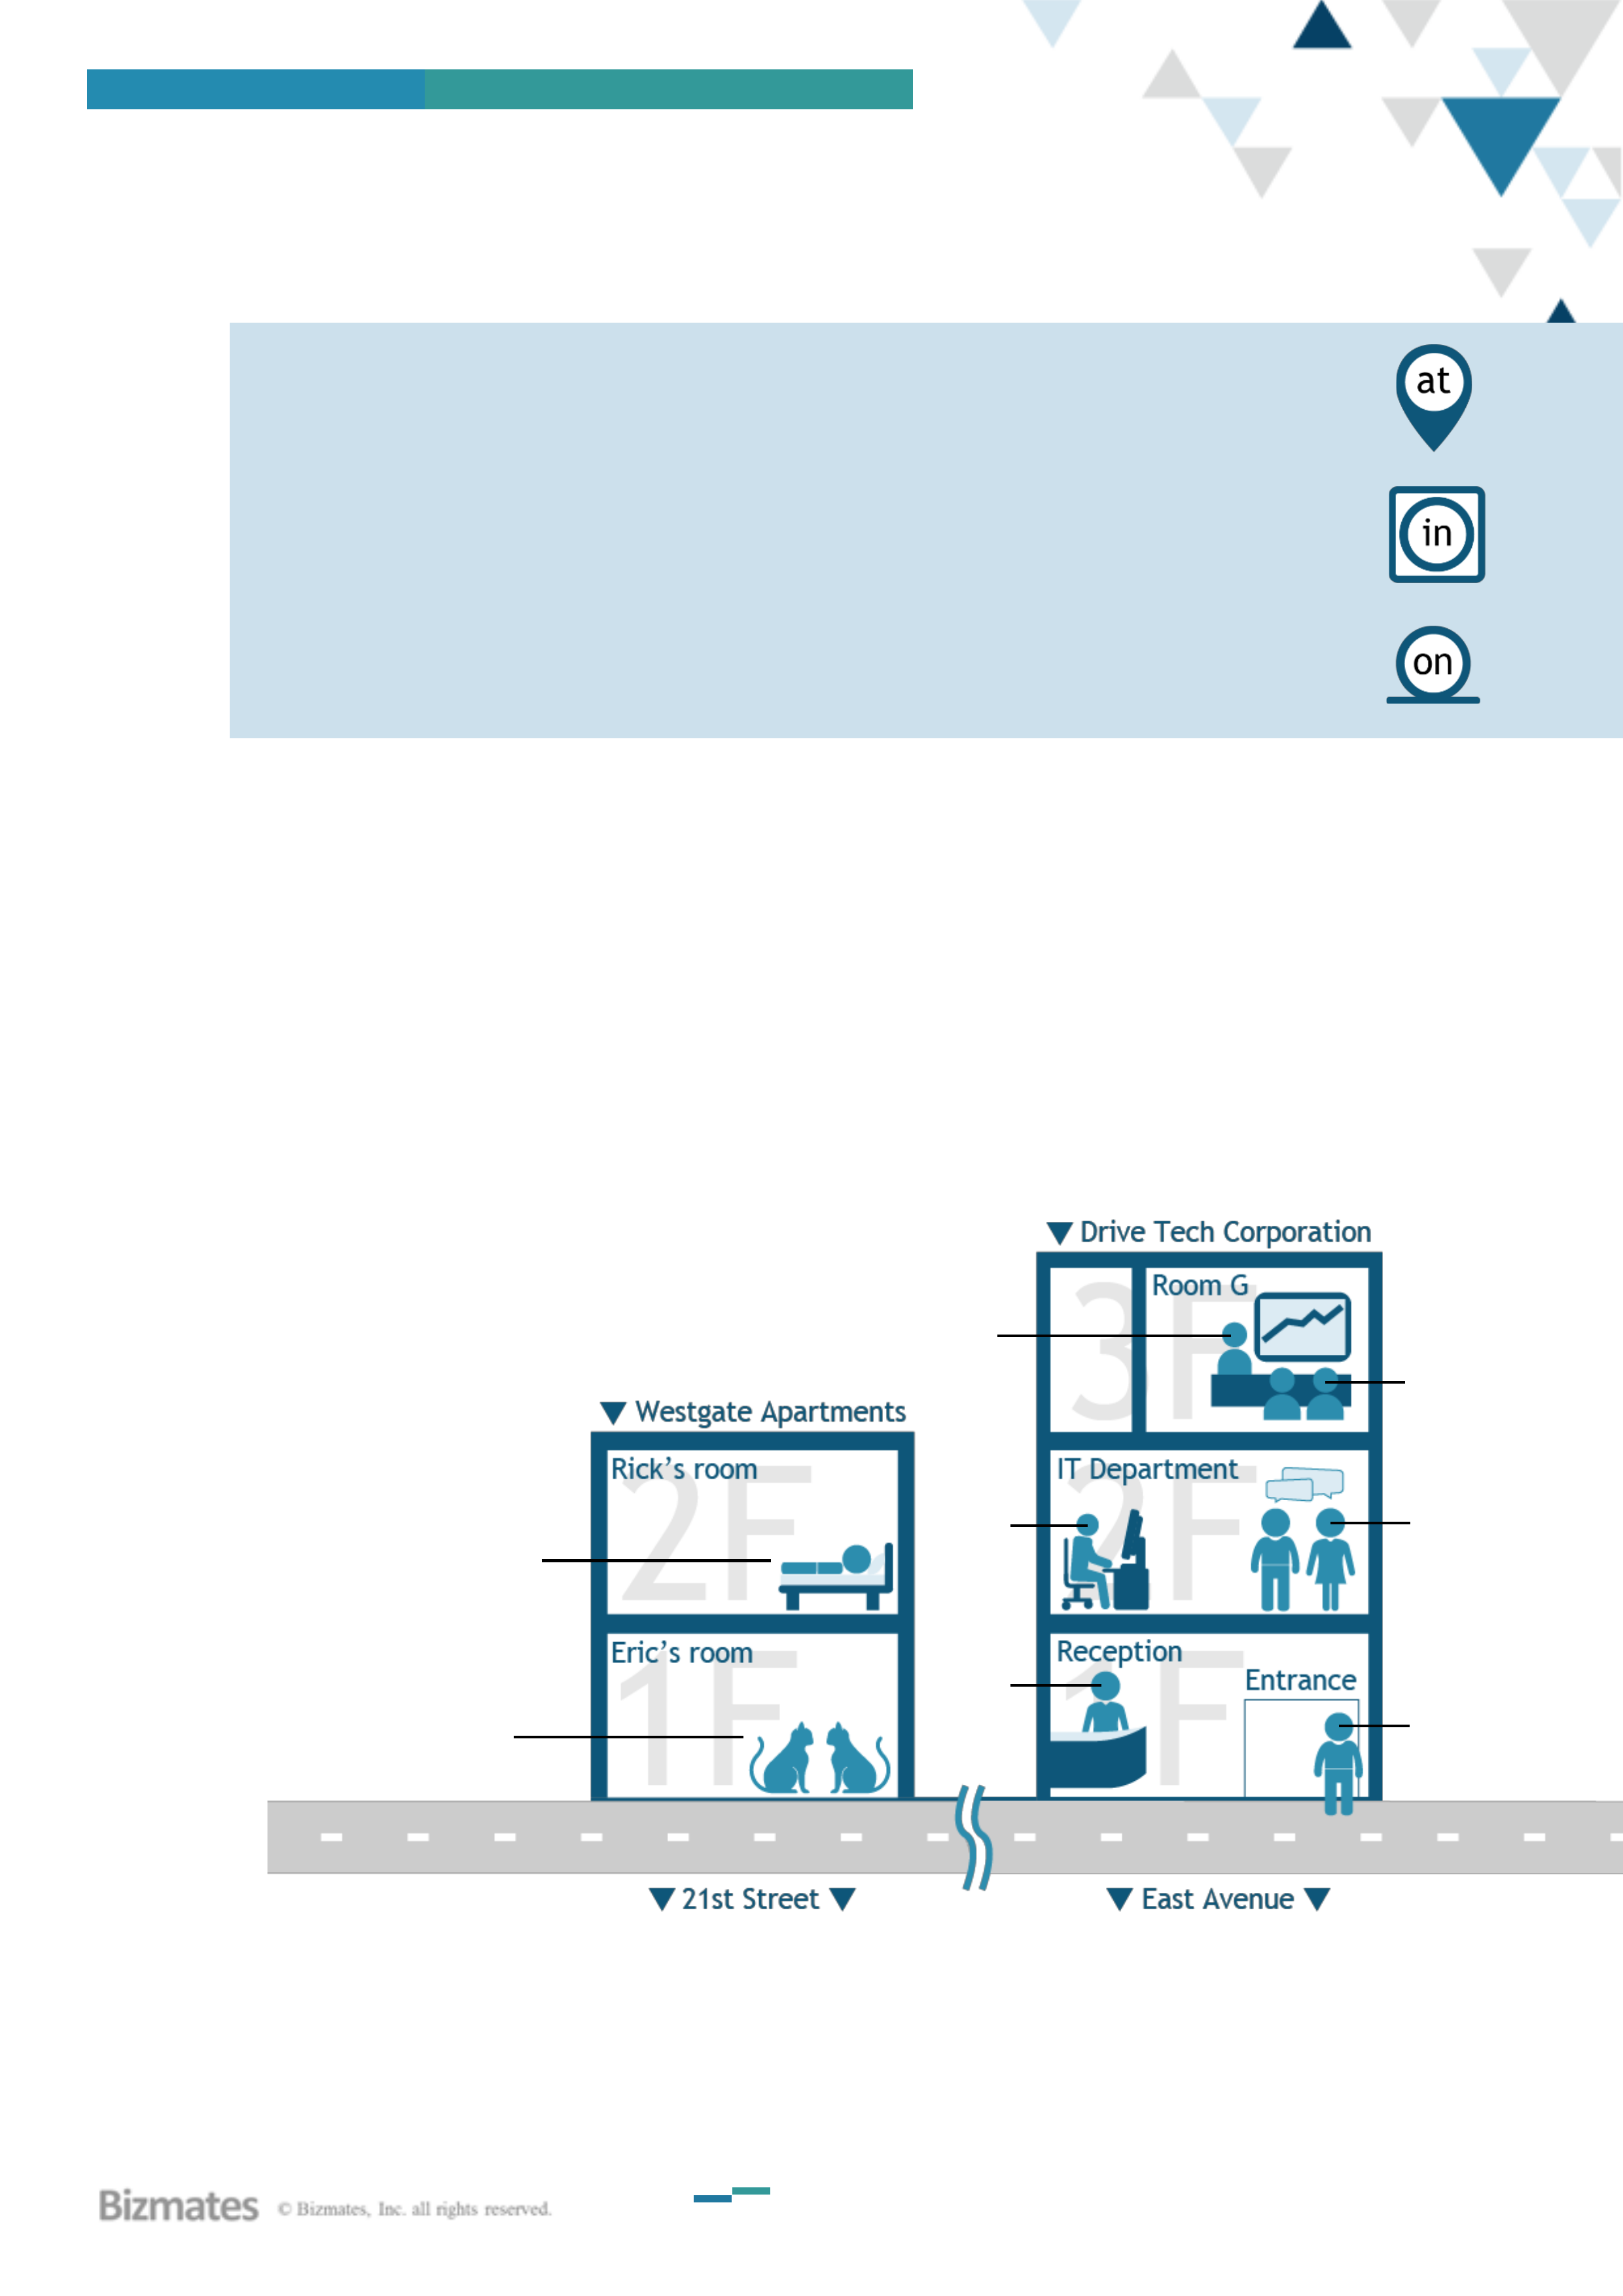 at
in
on
▼ Drive Tech Corporation
3F
Room G
▼ Westgate Apartments
Rick's room
2F
IT Department
2F
Eric's room
1F
Reception
1F
Entrance
▼ 21st Street ▼
▼ East Avenue ▼
Bizmates © Bizmates, Inc. all rights reserved.